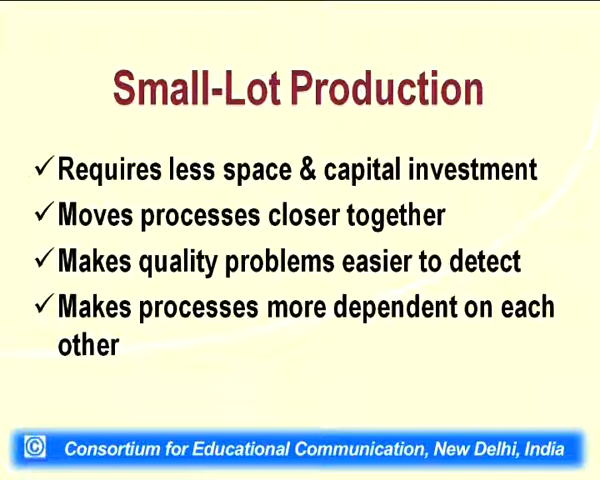 Small-Lot Production
✓Requires less space & capital investment
✓Moves processes closer together
✓Makes quality problems easier to detect
✓Makes processes more dependent on each
other
© Consortium for Educational Communication, New Delhi, India